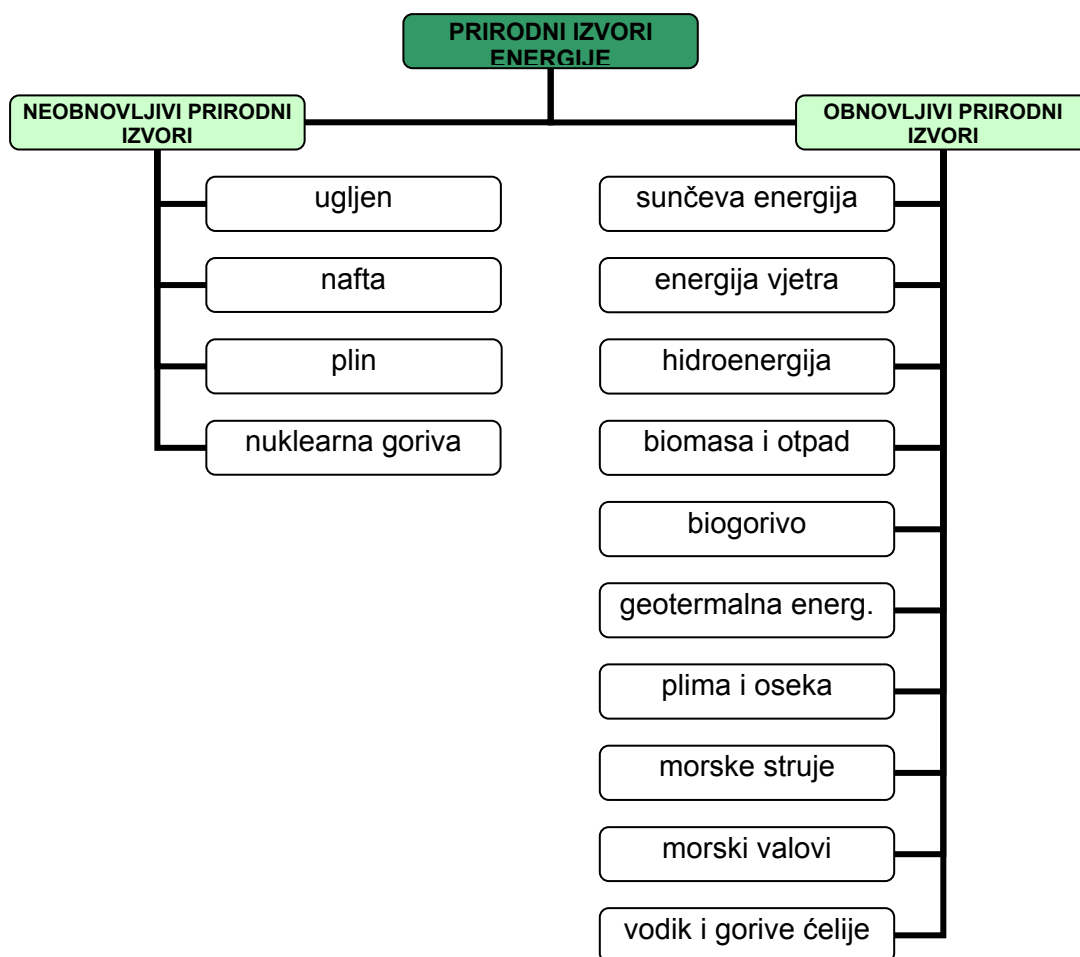 PRIRODNI IZVORI
ENERGIJE
NEOBNOVLJIVI PRIRODNI
IZVORI
OBNOVLJIVI PRIRODNI
IZVORI
ugljen
nafta
plin
nuklearna goriva
sunčeva energija
energija vjetra
hidroenergija
biomasa i otpad
biogorivo
geotermalna energ.
plima i oseka
morske struje
morski valovi
vodik i gorive ćelije